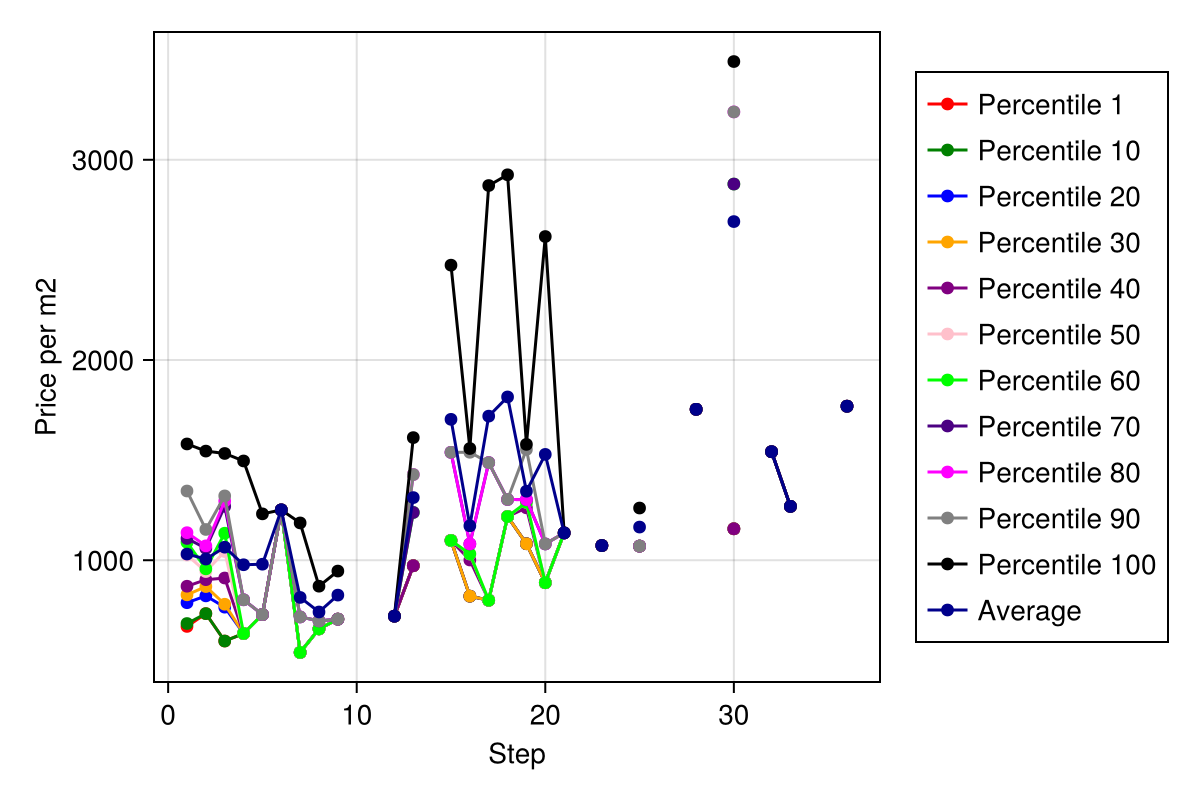 3000
2000
1000
Price per m2
0 10 20 30
Step
Percentile 1
Percentile 10
Percentile 20
Percentile 30
Percentile 40
Percentile 50
Percentile 60
Percentile 70
Percentile 80
Percentile 90
Percentile 100
Average